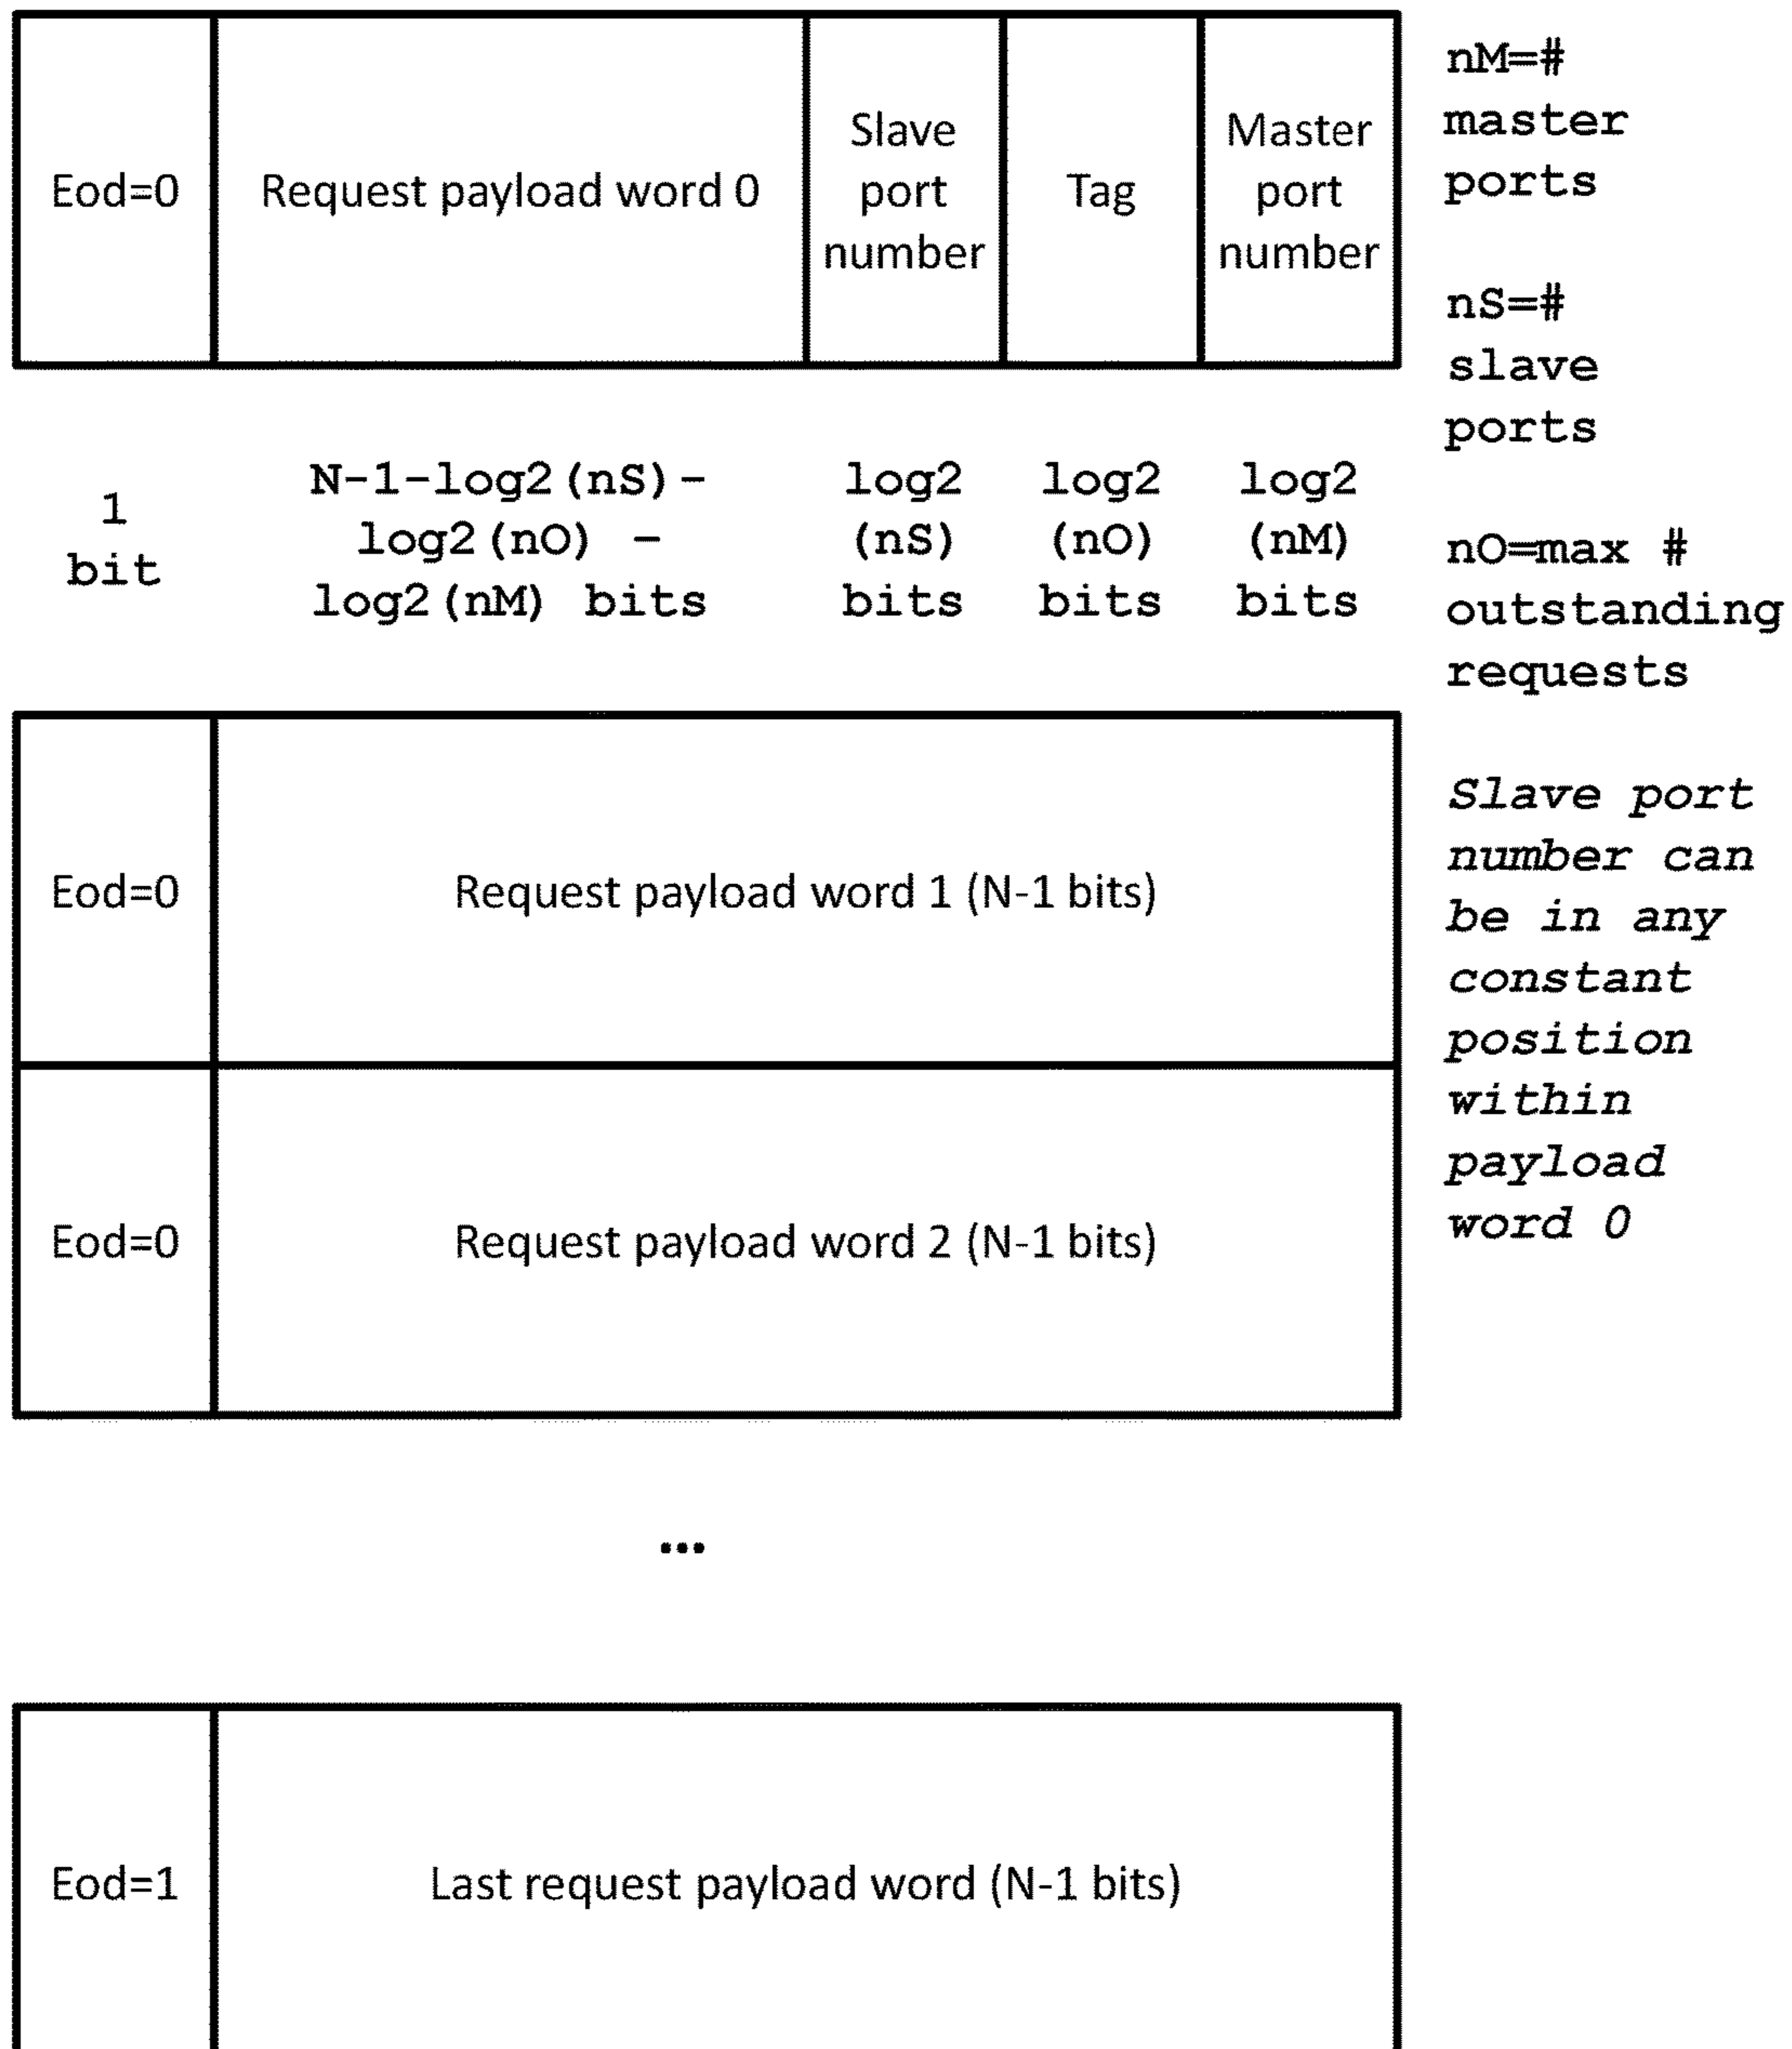 Eod=0
Request payload word 0
Slave
port
number
Tag
Master
port
number
1
bit
N-1-log2(nS)-
log2(nO) -
log2(nM) bits
log2
(nS)
bits
log2
(nO)
bits
log2
(nM)
bits
nM=#
master
ports
nS=#
slave
ports
nO=max #
outstanding
requests
Eod=0
Request payload word 1 (N-1 bits)
Eod=0
Request payload word 2 (N-1 bits)
Slave port
number can
be in any
constant
position
within
payload
word 0
...
Eod=1
Last request payload word (N-1 bits)